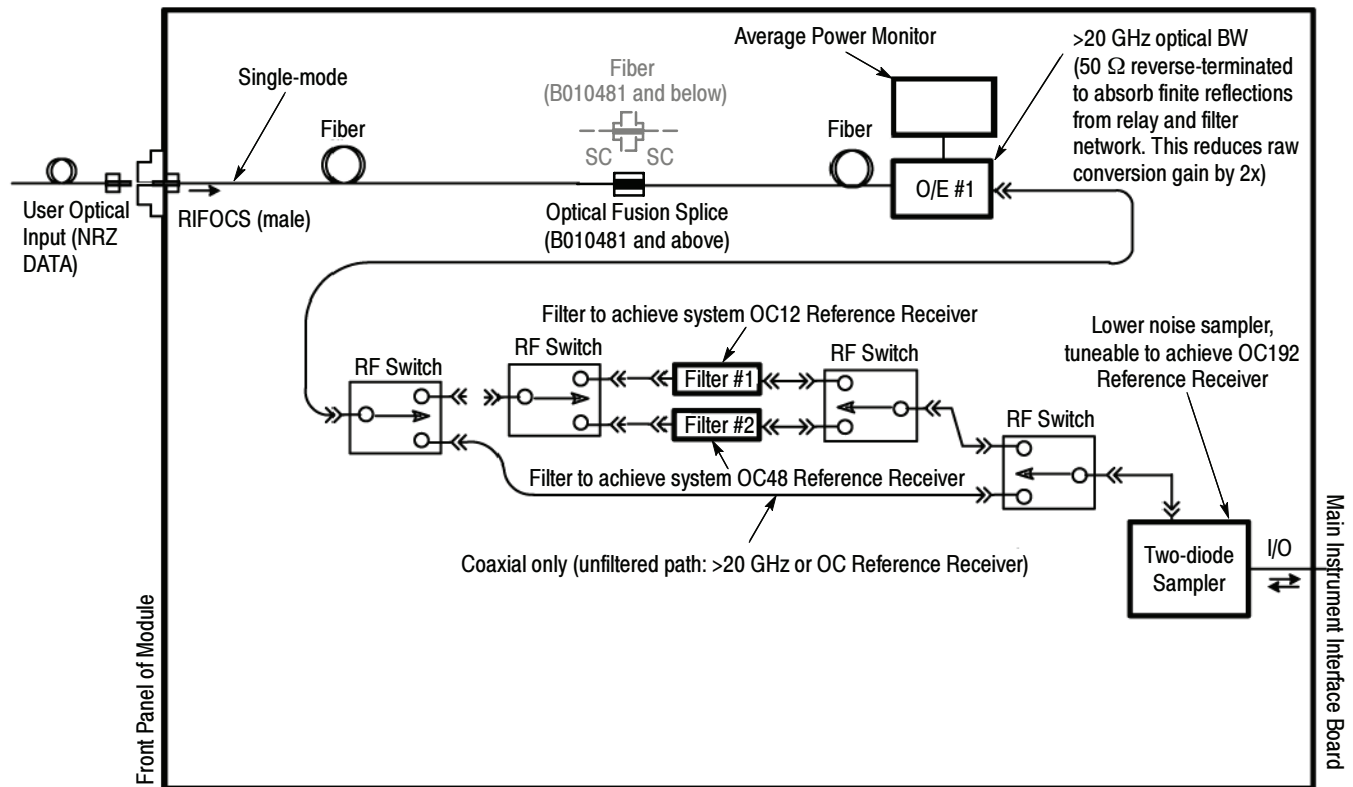 Average Power Monitor
>20 GHz optical BW
(50 Ω reverse-terminated
to absorb finite reflections
from relay and filter
network. This reduces raw
conversion gain by 2x)
Single-mode
Fiber
(B010481 and below)
Fiber
SC
SC
Fiber
O/E #1
User Optical
Input (NRZ
DATA)
RIFOCS (male)
Optical Fusion Splice
(B010481 and above)
Filter to achieve system OC12 Reference Receiver
Lower noise sampler,
tuneable to achieve OC192
Reference Receiver
RF Switch
RF Switch
Filter #1
RF Switch
Filter #2
RF Switch
Filter to achieve system OC48 Reference Receiver
Coaxial only (unfiltered path: >20 GHz or OC Reference Receiver)
Two-diode
Sampler
I/O
Front Panel of Module
Main Instrument Interface Board